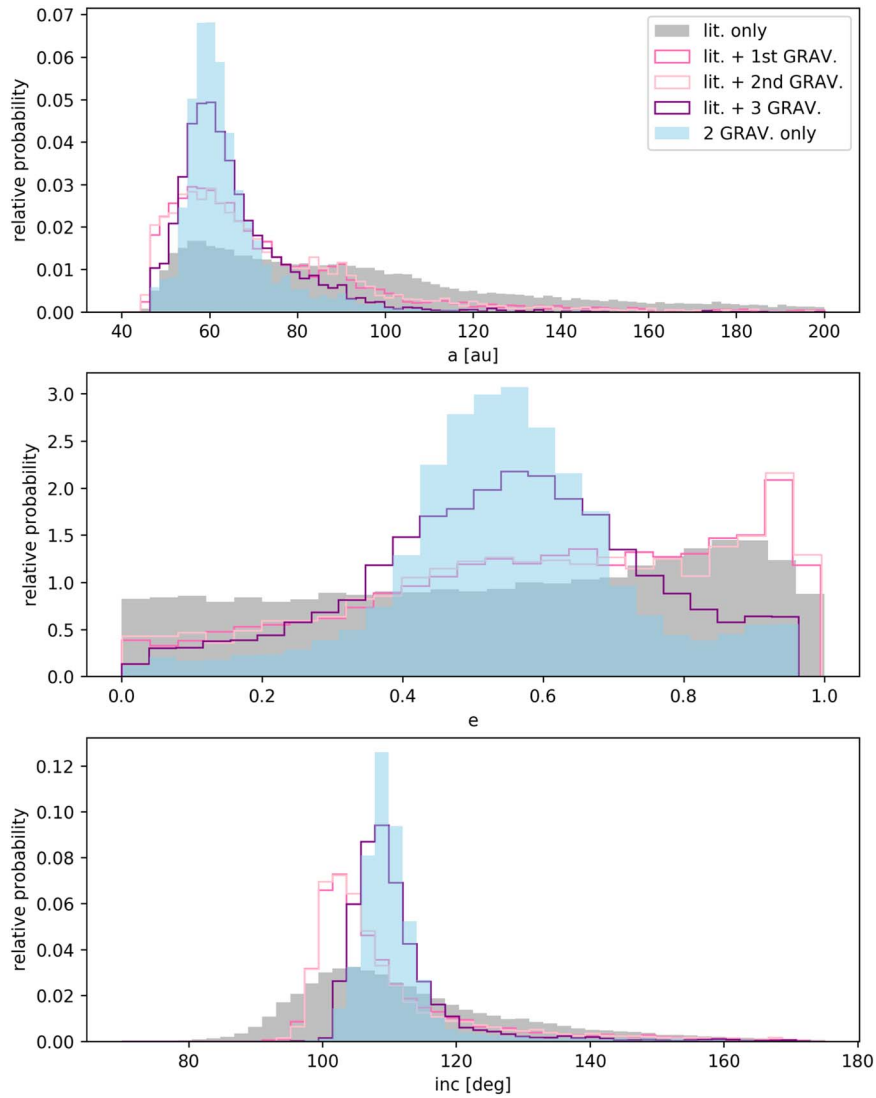 0.07
0.06
0.05
0.04
0.03
0.02
0.01
0.00
relative probability
lit. only
lit. + 1st GRAV.
lit. + 2nd GRAV.
lit. + 3 GRAV.
2 GRAV. only
40 60 80 100 120 140 160 180 200
a [au]
3.0
2.5
2.0
1.5
1.0
0.5
0.0
relative probability
0.0 0.2 0.4 0.6 0.8 1.0
e
0.12
0.10
0.08
0.06
0.04
0.02
0.00
relative probability
80 100 120 140 160 180
inc [deg]